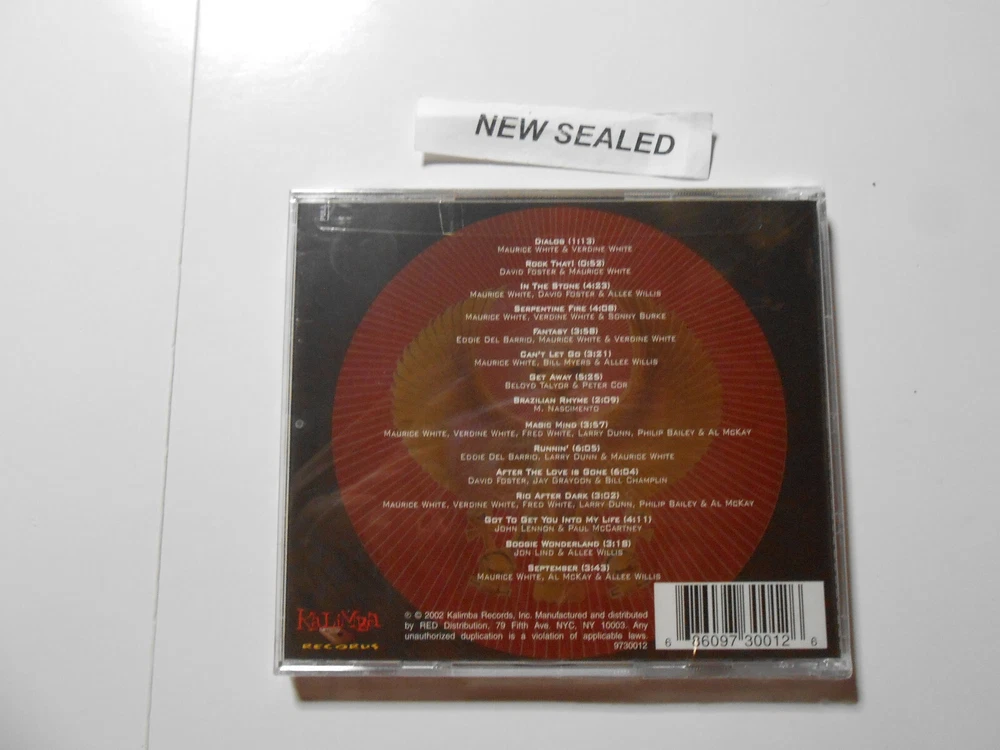 NEW SEALED
DIALOG (1:13)
MAURICE WHITE & VERDINE WHITE
ROCK THAT! (0:52)
DAVID FOSTER & MAURICE WHITE
IN THE STONE (4:23)
MAURICE WHITE, DAVID FOSTER & ALLEE WILLIS
SERPENTINE FIRE (4:08)
MAURICE WHITE, VERDINE WHITE & SONNY BURKE
FANTASY (3:58)
EDDIE DEL BARRIO, MAURICE WHITE & VERDINE WHITE
CAN'T LET GO (3:21)
MAURICE WHITE, BILL MYERS & ALLEE WILLIS
GET AWAY (5:25)
BELOYD TALYOR & PETER COR
BRAZILIAN RHYME (2:09)
M. NASCIMENTO
MAGIC MIND (3:57)
MAURICE WHITE, VERDINE WHITE, FRED WHITE, LARRY DUNN, PHILIP BAILEY & AL MCKAY
RUNNIN' (6:05)
EDDIE DEL BARRIO, LARRY DUNN & MAURICE WHITE
AFTER THE LOVE IS GONE (6:04)
DAVID FOSTER, JAY GRAYDON & BILL CHAMPLIN
RIO AFTER DARK (3:02)
MAURICE WHITE, VERDINE WHITE, FRED WHITE, LARRY DUNN, PHILIP BAILEY & AL MCKAY
GOT TO GET YOU INTO MY LIFE (4:11)
JOHN LENNON & PAUL MCCARTNEY
BOOGIE WONDERLAND (3:18)
JON LIND & ALLEE WILLIS
SEPTEMBER (3:43)
MAURICE WHITE, AL MCKAY & ALLEE WILLIS
KALIMBA
RECORDS
℗ © 2002 Kalimba Records, Inc. Manufactured and distributed
by RED Distribution, 79 Fifth Ave. NYC, NY 10003. Any
unauthorized duplication is a violation of applicable laws.
9730012
6 86097 30012 6